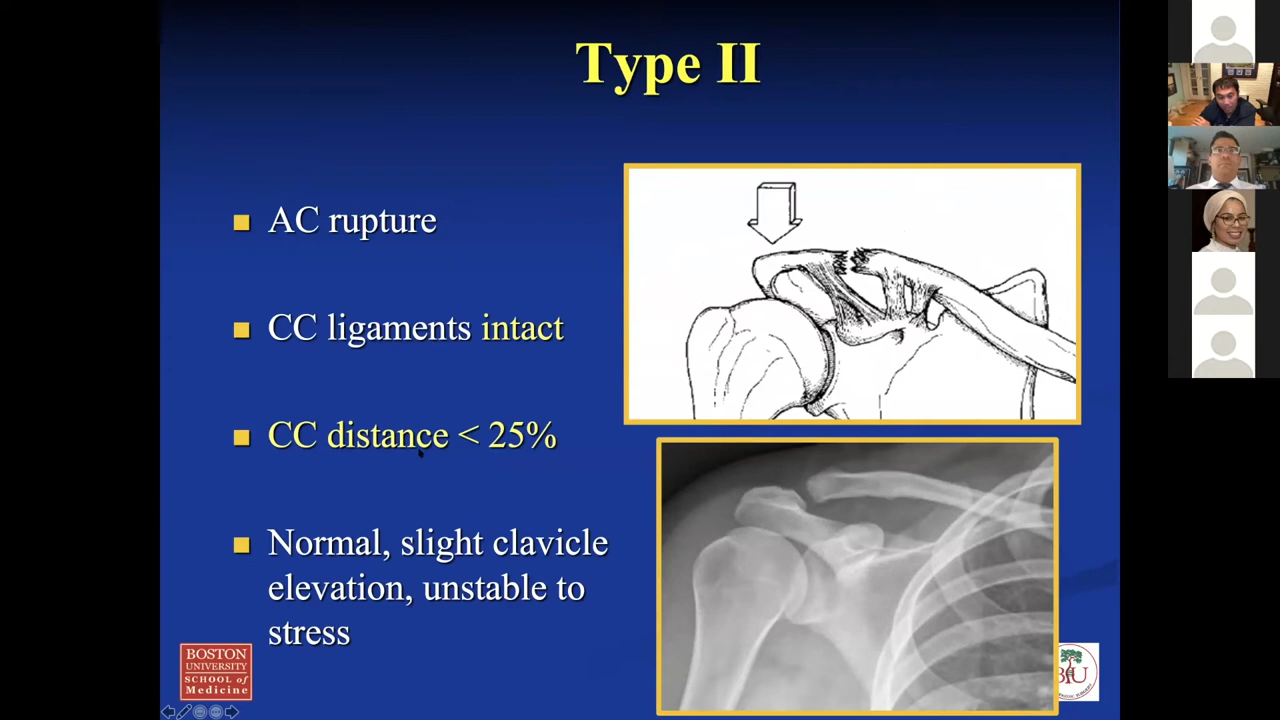 Type II
AC rupture
CC ligaments intact
CC distance < 25%
Normal, slight clavicle
elevation, unstable to
stress
BOSTON
UNIVERSITY
SCHOOL of
Medicine